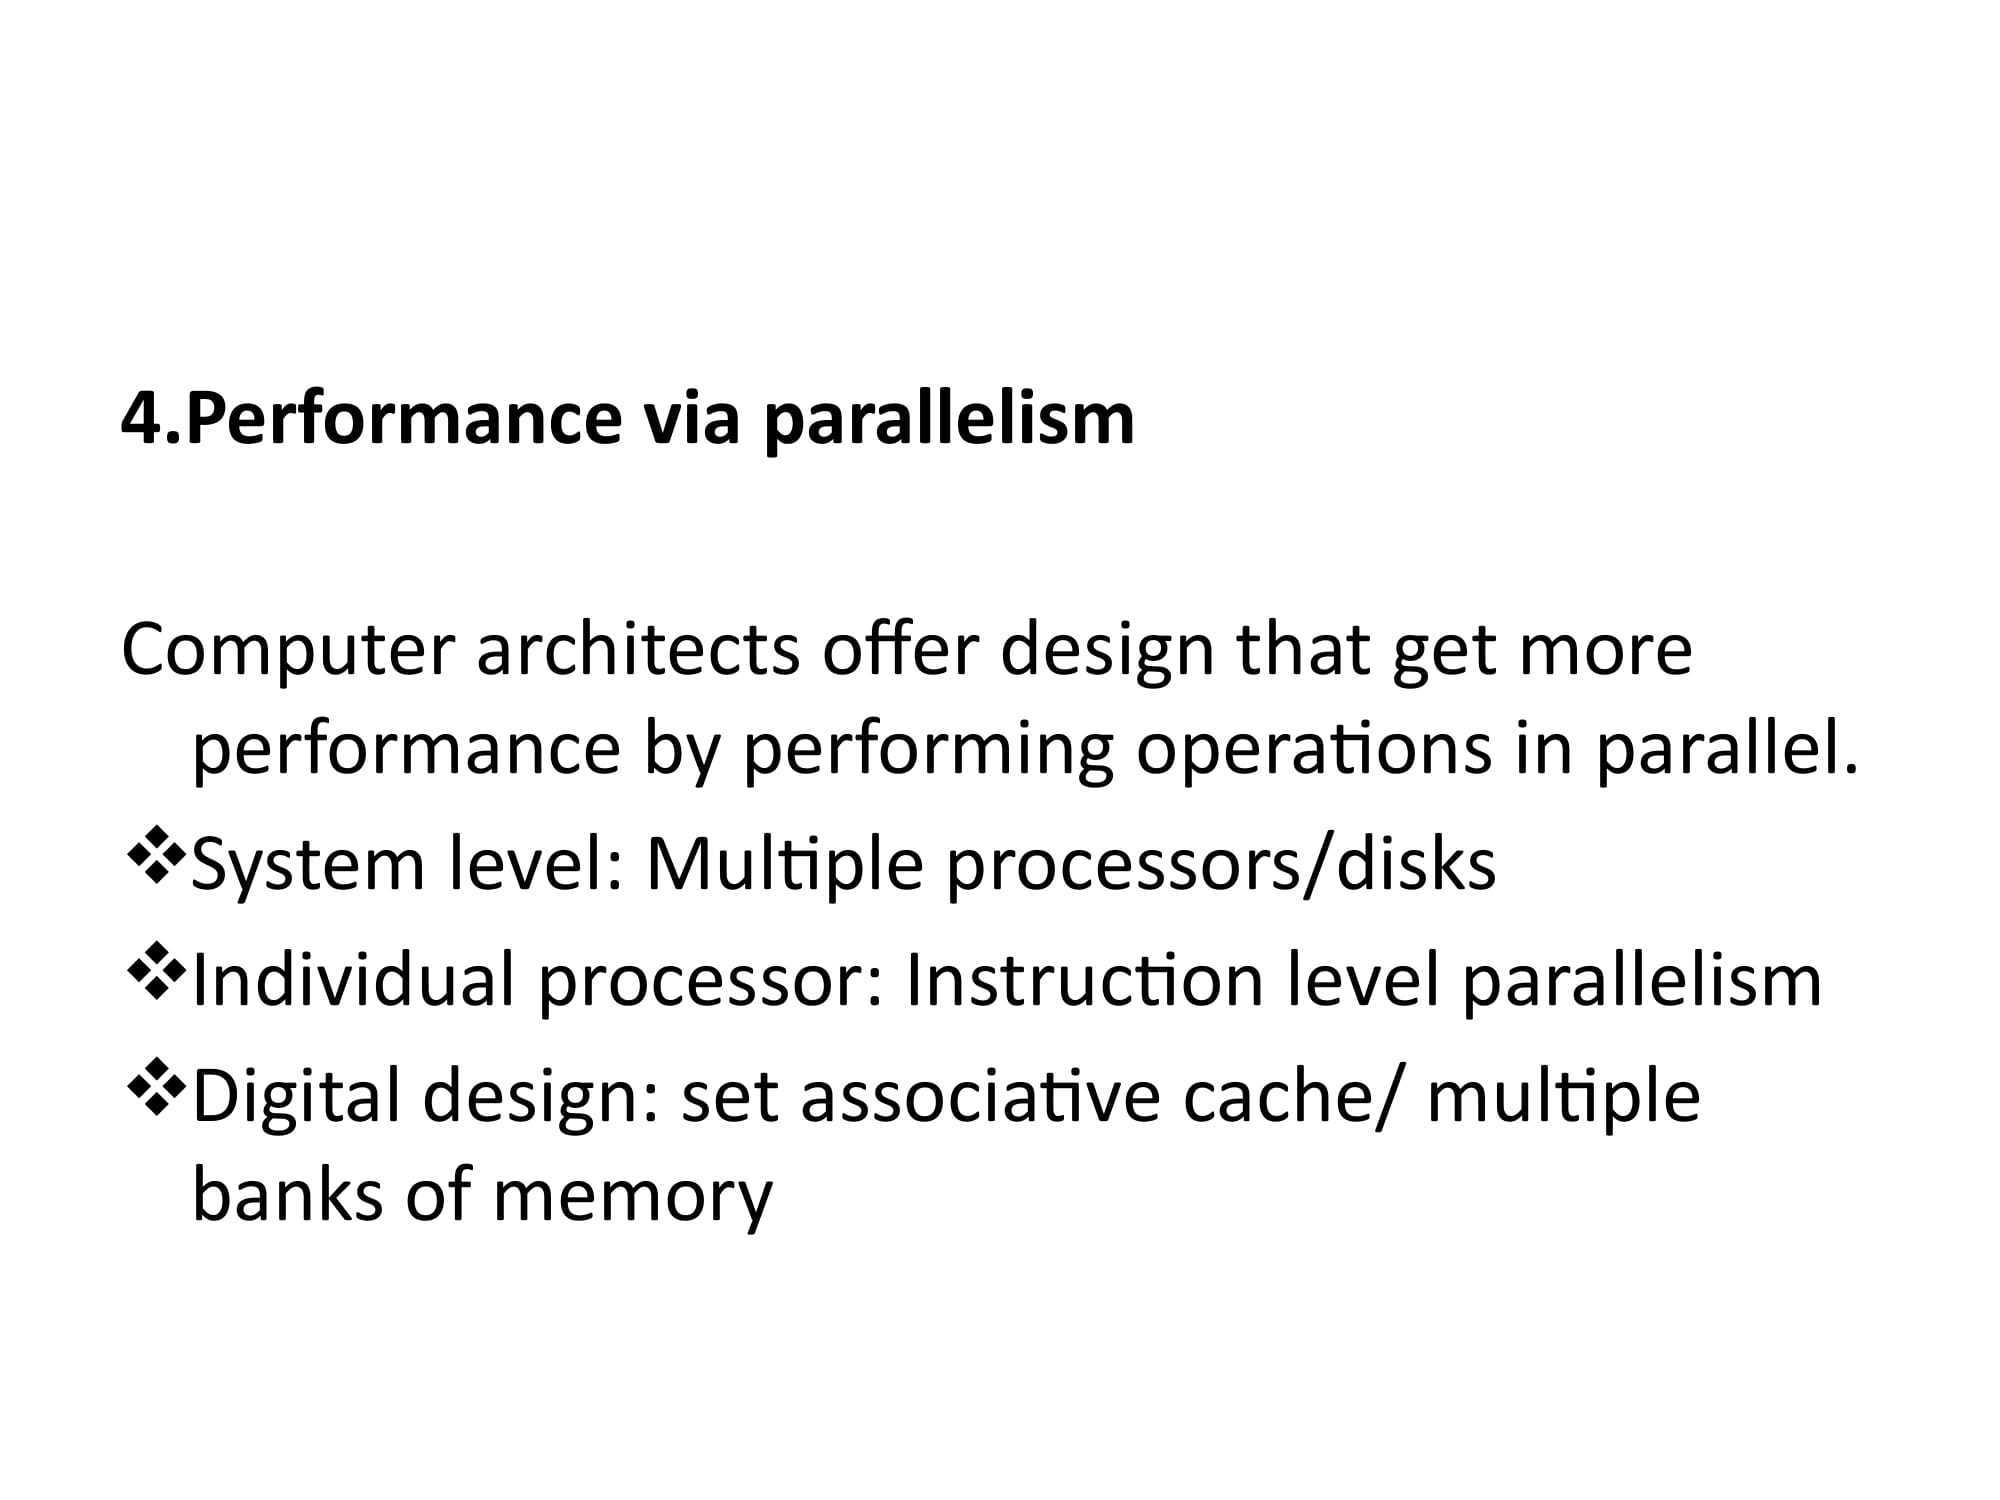 4.Performance via parallelism
Computer architects offer design that get more
performance by performing operations in parallel.
❖System level: Multiple processors/disks
❖Individual processor: Instruction level parallelism
❖Digital design: set associative cache/ multiple
banks of memory